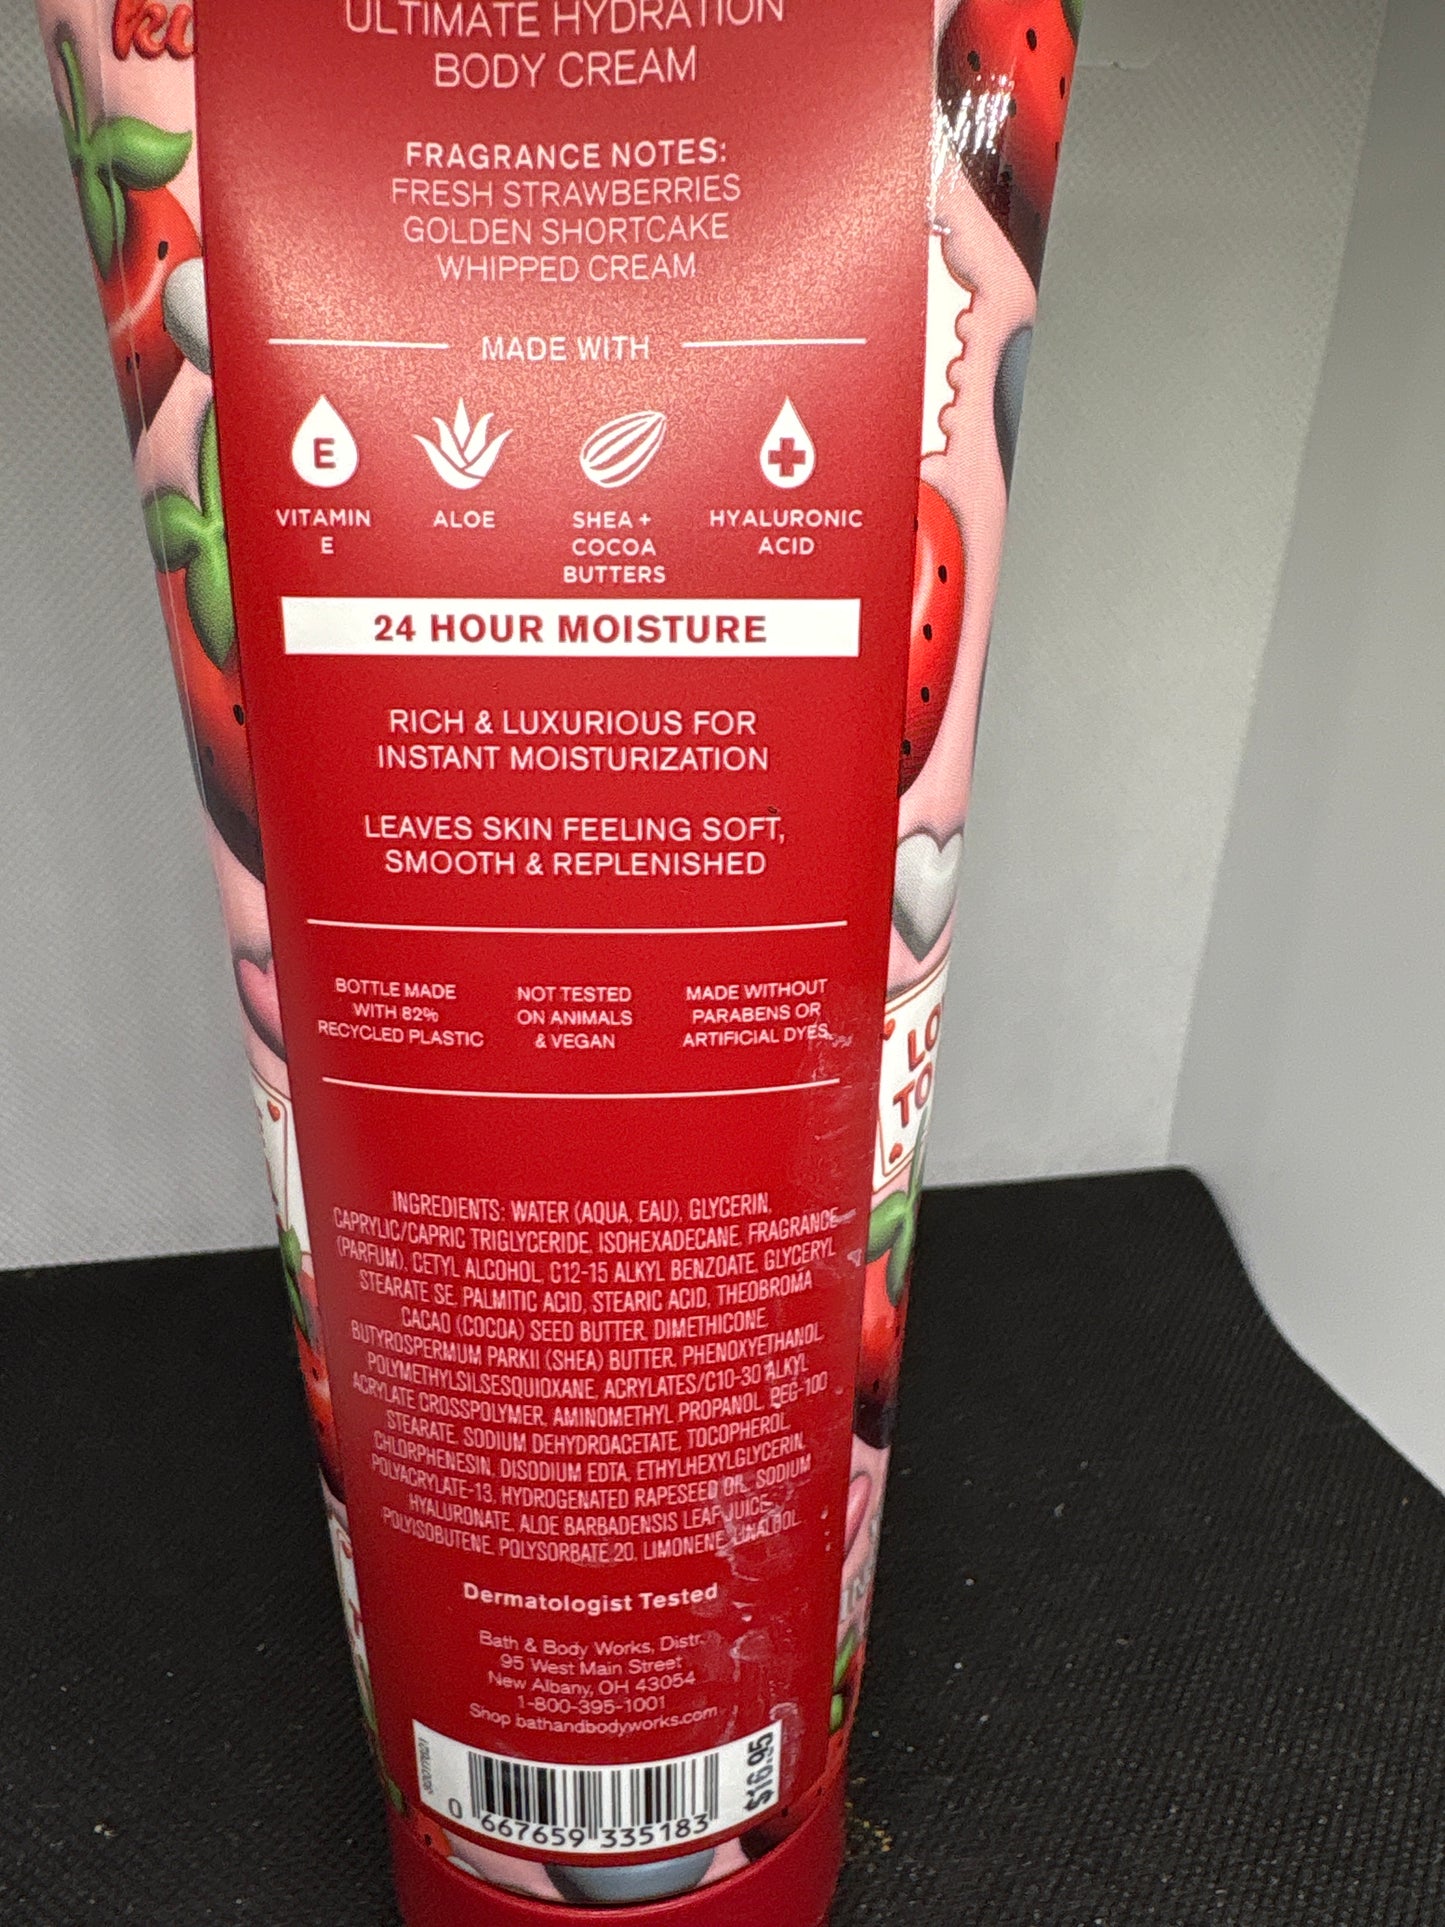 ULTIMATE HYDRATION
BODY CREAM
FRAGRANCE NOTES:
FRESH STRAWBERRIES
GOLDEN SHORTCAKE
WHIPPED CREAM
MADE WITH
E
VITAMIN
E
ALOE
SHEA +
COCOA
BUTTERS
HYALURONIC
ACID
24 HOUR MOISTURE
RICH & LUXURIOUS FOR
INSTANT MOISTURIZATION
LEAVES SKIN FEELING SOFT,
SMOOTH & REPLENISHED
BOTTLE MADE
WITH 82%
RECYCLED PLASTIC
NOT TESTED
ON ANIMALS
& VEGAN
MADE WITHOUT
PARABENS OR
ARTIFICIAL DYES
INGREDIENTS: WATER (AQUA, EAU), GLYCERIN,
CAPRYLIC/CAPRIC TRIGLYCERIDE, ISOHEXADECANE, FRAGRANCE
(PARFUM), CETYL ALCOHOL, C12-15 ALKYL BENZOATE, GLYCERYL
STEARATE SE, PALMITIC ACID, STEARIC ACID, THEOBROMA
CACAO (COCOA) SEED BUTTER, DIMETHICONE,
BUTYROSPERMUM PARKII (SHEA) BUTTER, PHENOXYETHANOL,
POLYMETHYLSILSESQUIOXANE, ACRYLATES/C10-30 ALKYL
ACRYLATE CROSSPOLYMER, AMINOMETHYL PROPANOL, PEG-100
STEARATE, SODIUM DEHYDROACETATE, TOCOPHEROL,
CHLORPHENESIN, DISODIUM EDTA, ETHYLHEXYLGLYCERIN,
POLYACRYLATE-13, HYDROGENATED RAPESEED OIL, SODIUM
HYALURONATE, ALOE BARBADENSIS LEAF JUICE,
POLYISOBUTENE, POLYSORBATE 20, LIMONENE, LINALOOL
Dermatologist Tested
Bath & Body Works, Distr.
95 West Main Street
New Albany, OH 43054
1-800-395-1001
Shop bathandbodyworks.com
$16.95
0 667659 335183